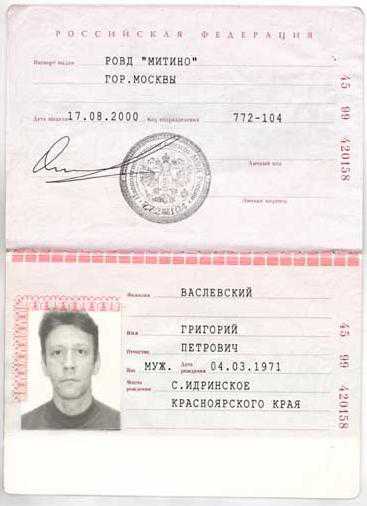 РОССИЙСКАЯ ФЕДЕРАЦИЯ
Паспорт выдан РОВД "МИТИНО"
ГОР.МОСКВЫ
Дата выдачи 17.08.2000 Код подразделения 772-104
Личный код
Личная подпись
45 99 420158
Фамилия ВАСЛЕВСКИЙ
Имя ГРИГОРИЙ
Отчество ПЕТРОВИЧ
Пол МУЖ. Дата рождения 04.03.1971
Место рождения С.ИДРИНСКОЕ
КРАСНОЯРСКОГО КРАЯ
45 99 420158